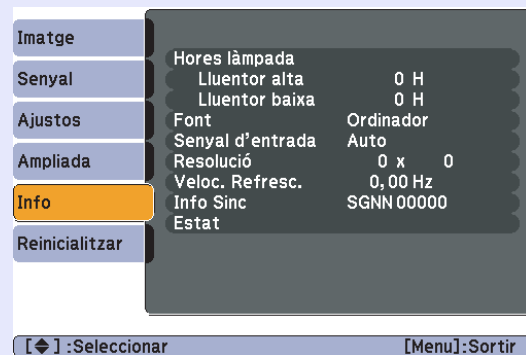 Imatge
Senyal
Ajustos
Ampliada
Info
Reinicialitzar
Hores làmpada
Lluentor alta 0 H
Lluentor baixa 0 H
Font Ordinador
Senyal d'entrada Auto
Resolució 0 x 0
Veloc. Refresc. 0,00 Hz
Info Sinc SGNN 00000
Estat
[◆] :Seleccionar [Menu]:Sortir